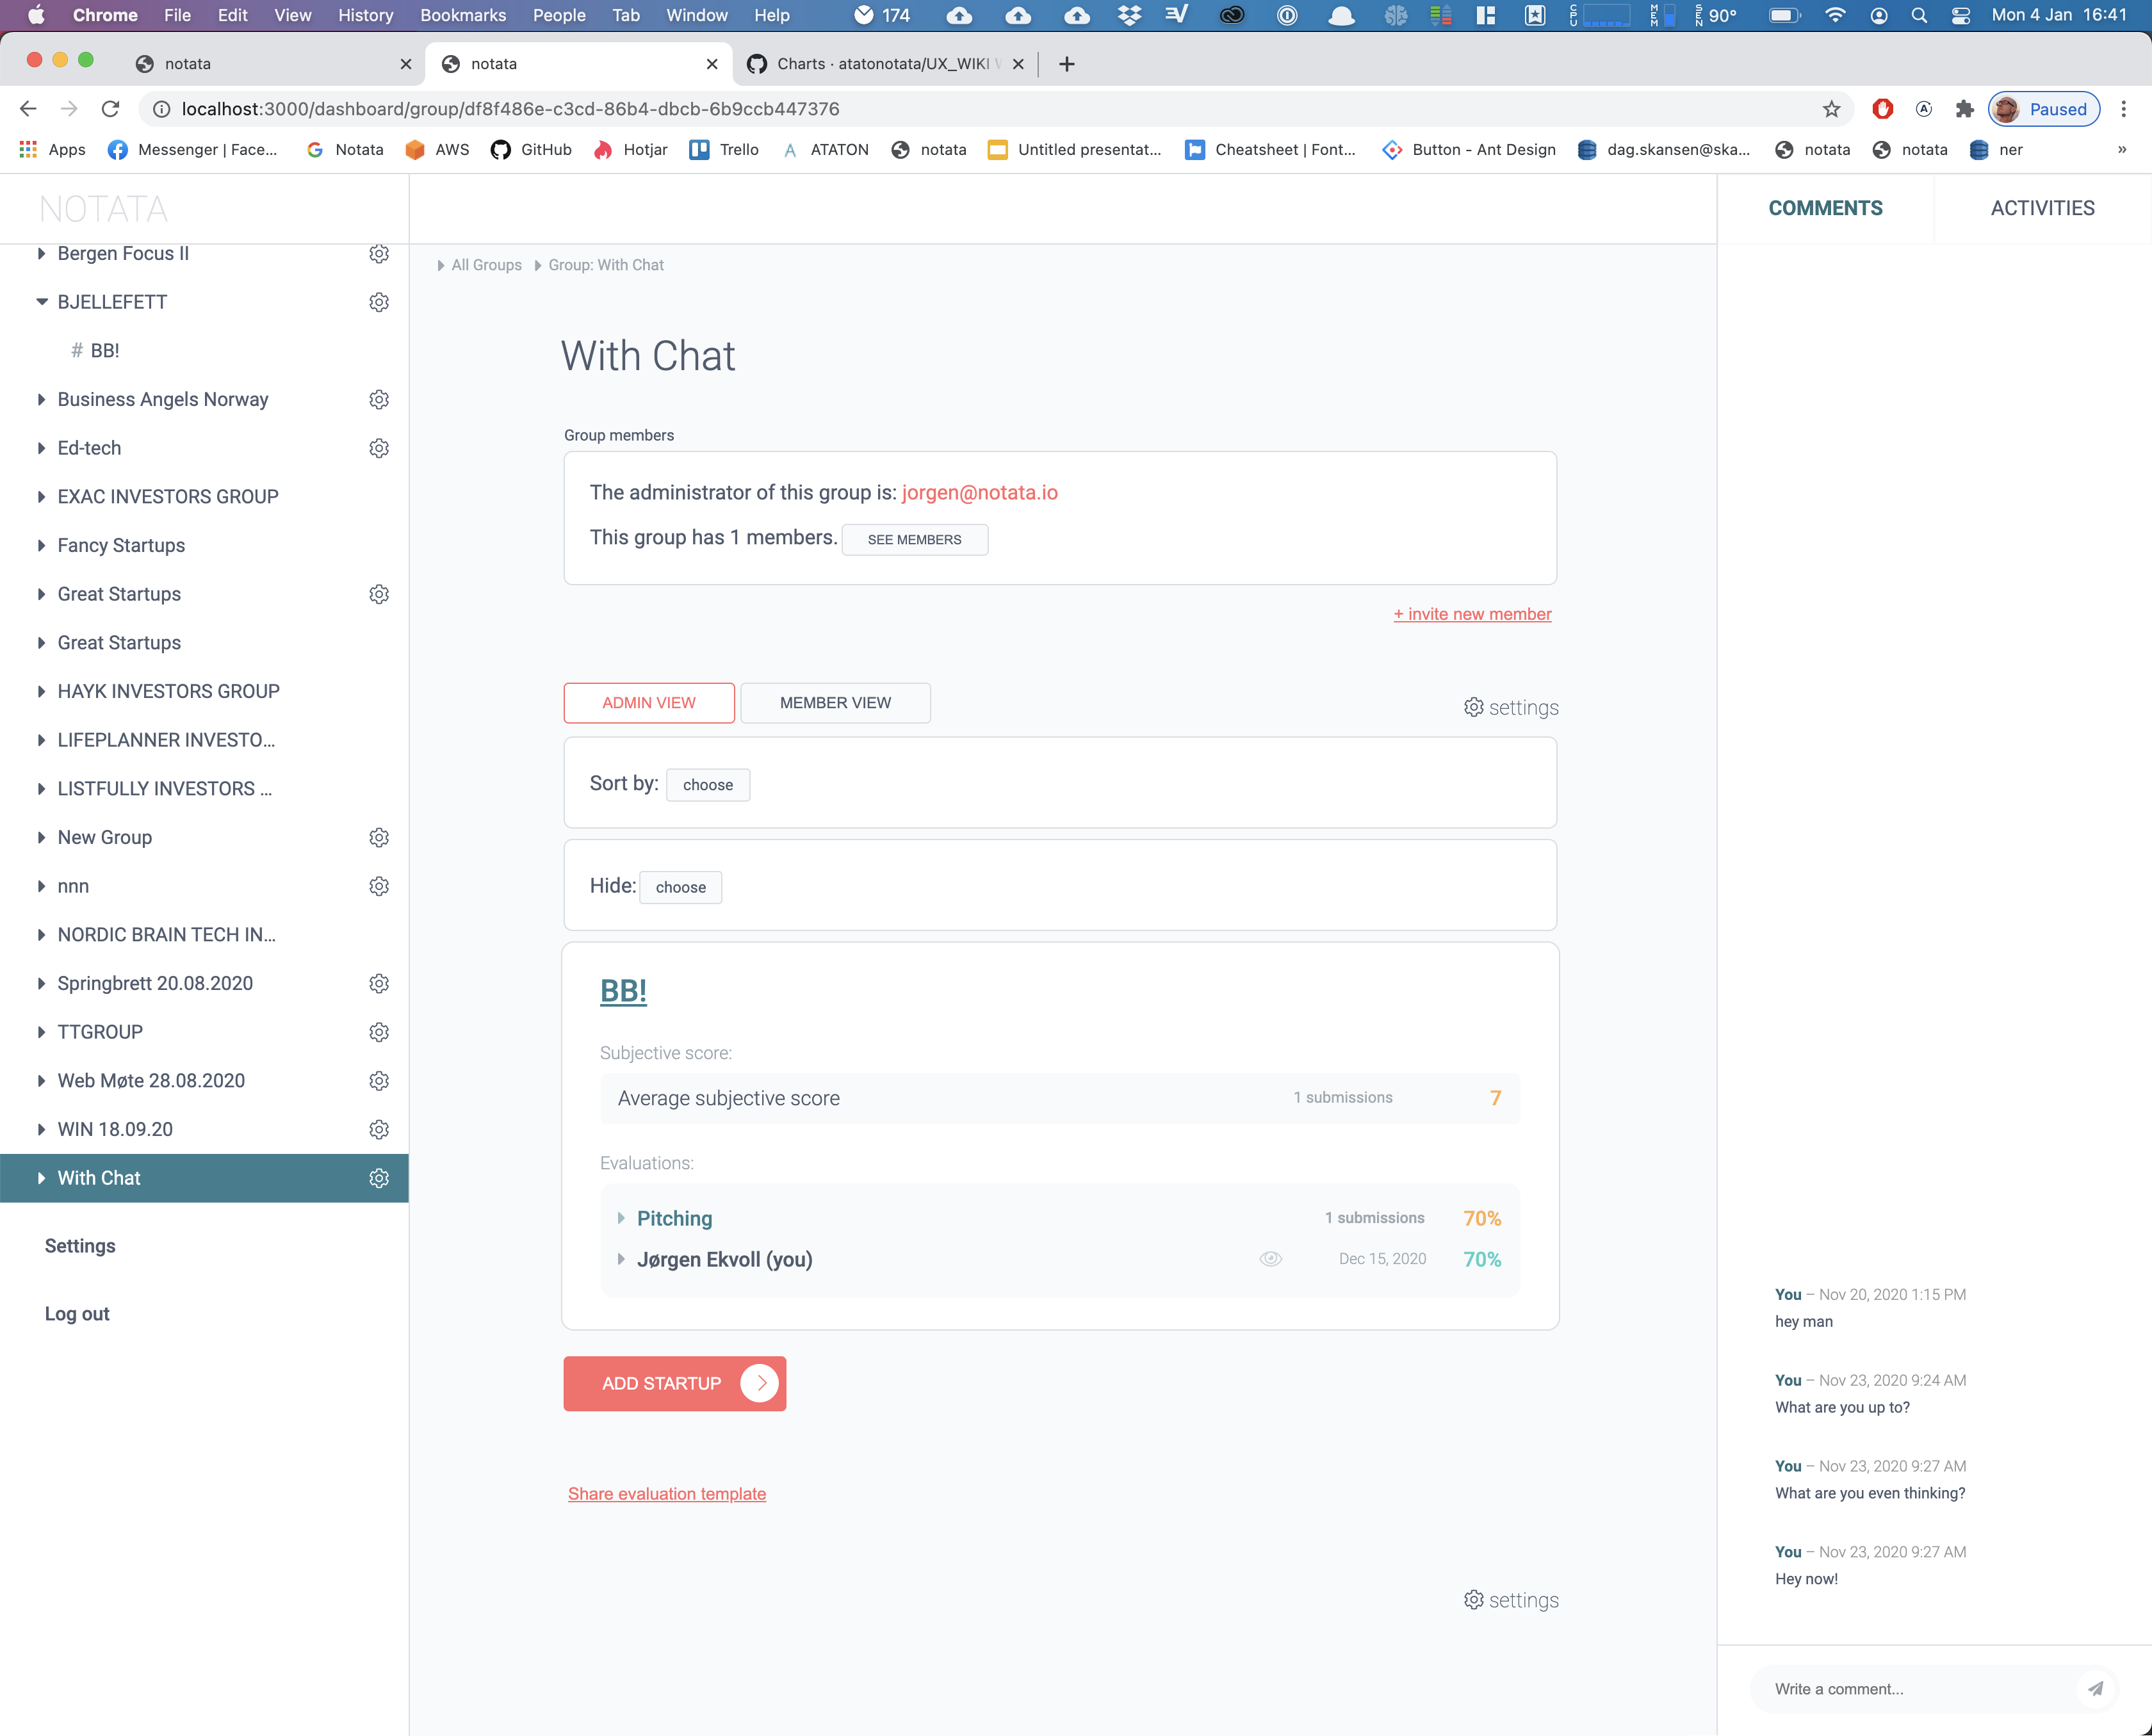 Chrome File Edit View History Bookmarks People Tab Window Help 174 90° Mon 4 Jan 16:41
notata
notata
Charts · atatonotata/UX_WIKI
localhost:3000/dashboard/group/df8f486e-c3cd-86b4-dbcb-6b9ccb447376
Paused
Apps Messenger | Face... Notata AWS GitHub Hotjar Trello ATATON notata Untitled presentat... Cheatsheet | Font... Button - Ant Design dag.skansen@ska... notata notata ner »
NOTATA
Bergen Focus II
BJELLEFETT
# BB!
Business Angels Norway
Ed-tech
EXAC INVESTORS GROUP
Fancy Startups
Great Startups
Great Startups
HAYK INVESTORS GROUP
LIFEPLANNER INVESTO...
LISTFULLY INVESTORS ...
New Group
nnn
NORDIC BRAIN TECH IN...
Springbrett 20.08.2020
TTGROUP
Web Møte 28.08.2020
WIN 18.09.20
With Chat
Settings
Log out
All Groups Group: With Chat
With Chat
Group members
The administrator of this group is: jorgen@notata.io
This group has 1 members. SEE MEMBERS
+ invite new member
ADMIN VIEW MEMBER VIEW settings
Sort by: choose
Hide: choose
BB!
Subjective score:
Average subjective score 1 submissions 7
Evaluations:
Pitching 1 submissions 70%
Jørgen Ekvoll (you) Dec 15, 2020 70%
ADD STARTUP
Share evaluation template
settings
COMMENTS ACTIVITIES
You – Nov 20, 2020 1:15 PM
hey man
You – Nov 23, 2020 9:24 AM
What are you up to?
You – Nov 23, 2020 9:27 AM
What are you even thinking?
You – Nov 23, 2020 9:27 AM
Hey now!
Write a comment...